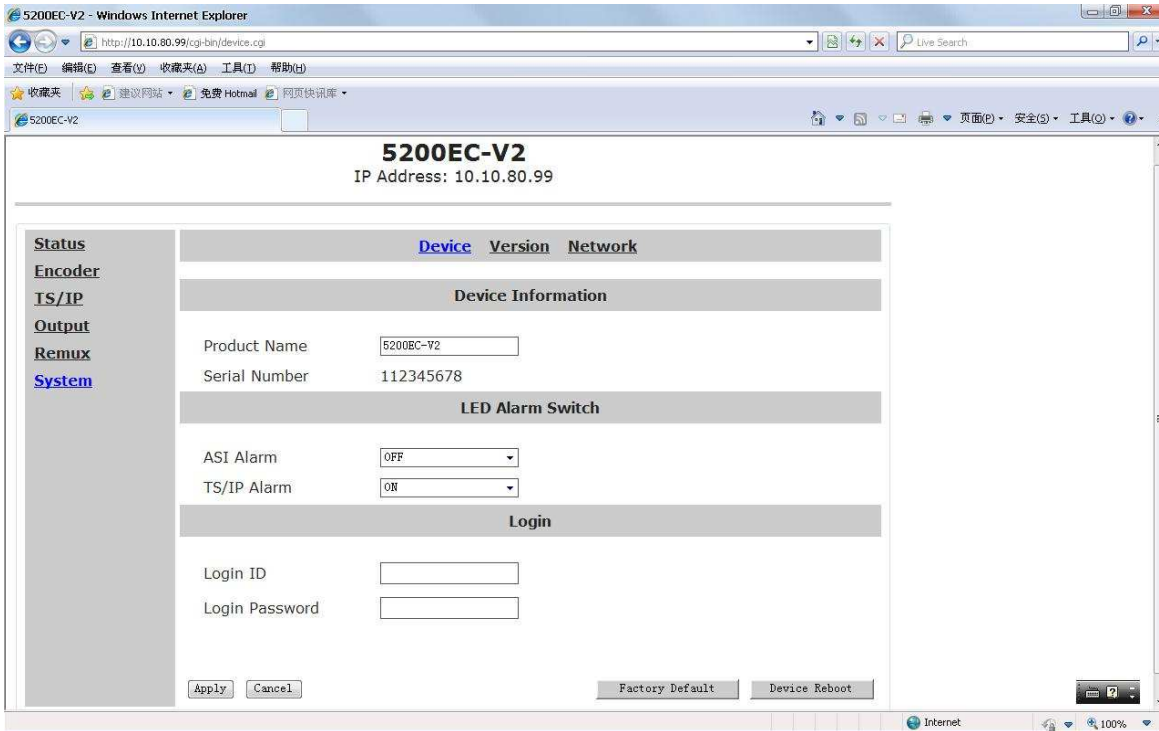 5200EC-V2 - Windows Internet Explorer
http://10.10.80.99/cgi-bin/device.cgi
Live Search
文件(F) 编辑(E) 查看(V) 收藏夹(A) 工具(T) 帮助(H)
收藏夹 建议网站 免费 Hotmail 网页快讯库
5200EC-V2
页面(P) 安全(S) 工具(O)
5200EC-V2
IP Address: 10.10.80.99
Status
Encoder
TS/IP
Output
Remux
System
Device Version Network
Device Information
Product Name 5200EC-V2
Serial Number 112345678
LED Alarm Switch
ASI Alarm OFF
TS/IP Alarm ON
Login
Login ID
Login Password
Apply Cancel Factory Default Device Reboot
Internet 100%